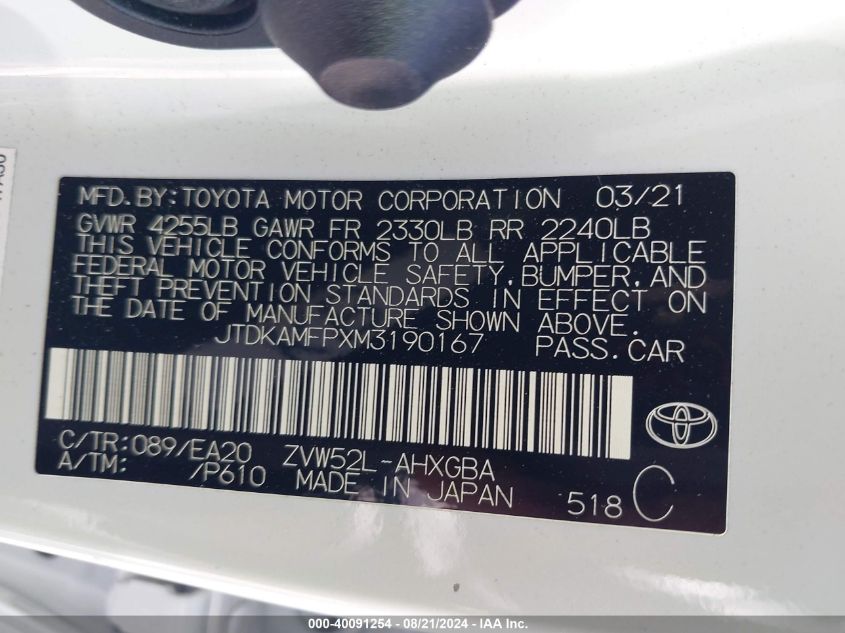 MFD.BY:TOYOTA MOTOR CORPORATION 03/21
GVWR 4255LB GAWR FR 2330LB RR 2240LB
THIS VEHICLE CONFORMS TO ALL APPLICABLE
FEDERAL MOTOR VEHICLE SAFETY,BUMPER,AND
THEFT PREVENTION STANDARDS IN EFFECT ON
THE DATE OF MANUFACTURE SHOWN ABOVE.
JTDKAMFPXM3190167 PASS.CAR
C/TR:089/EA20 ZVW52L-AHXGBA
A/TM: /P610 MADE IN JAPAN 518 C
000-40091254 - 08/21/2024 - IAA Holdings, LLC.